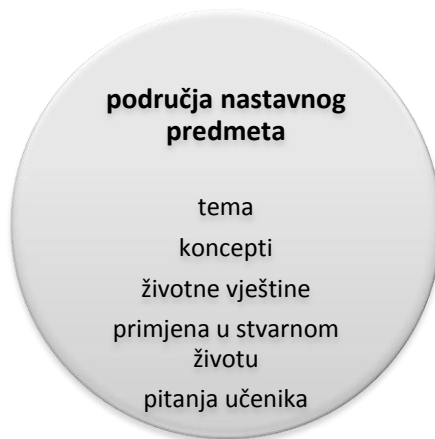 područja nastavnog
predmeta
tema
koncepti
životne vještine
primjena u stvarnom
životu
pitanja učenika